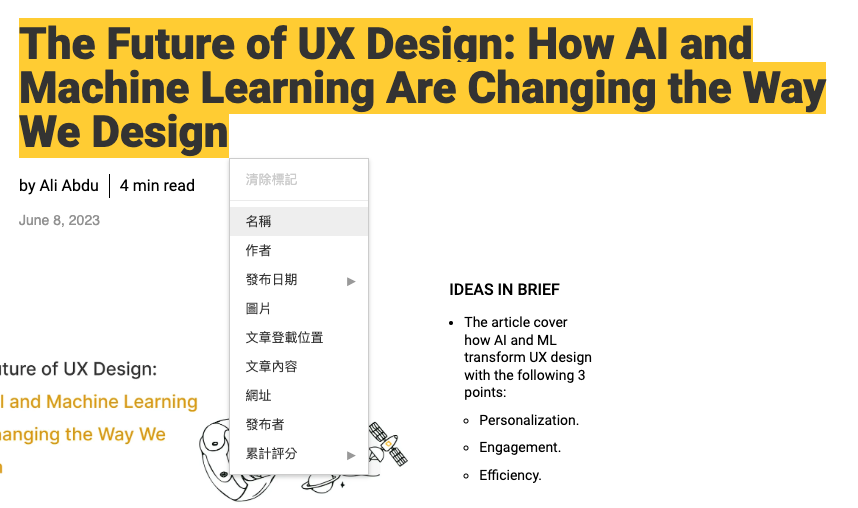 The Future of UX Design: How AI and
Machine Learning Are Changing the Way
We Design
by Ali Abdu | 4 min read
June 8, 2023
清除標記
名稱
作者
發布日期
圖片
文章登載位置
文章內容
網址
發布者
累計評分
uture of UX Design:
I and Machine Learning
hanging the Way We
n
IDEAS IN BRIEF
The article cover
how AI and ML
transform UX design
with the following 3
points:
Personalization.
Engagement.
Efficiency.